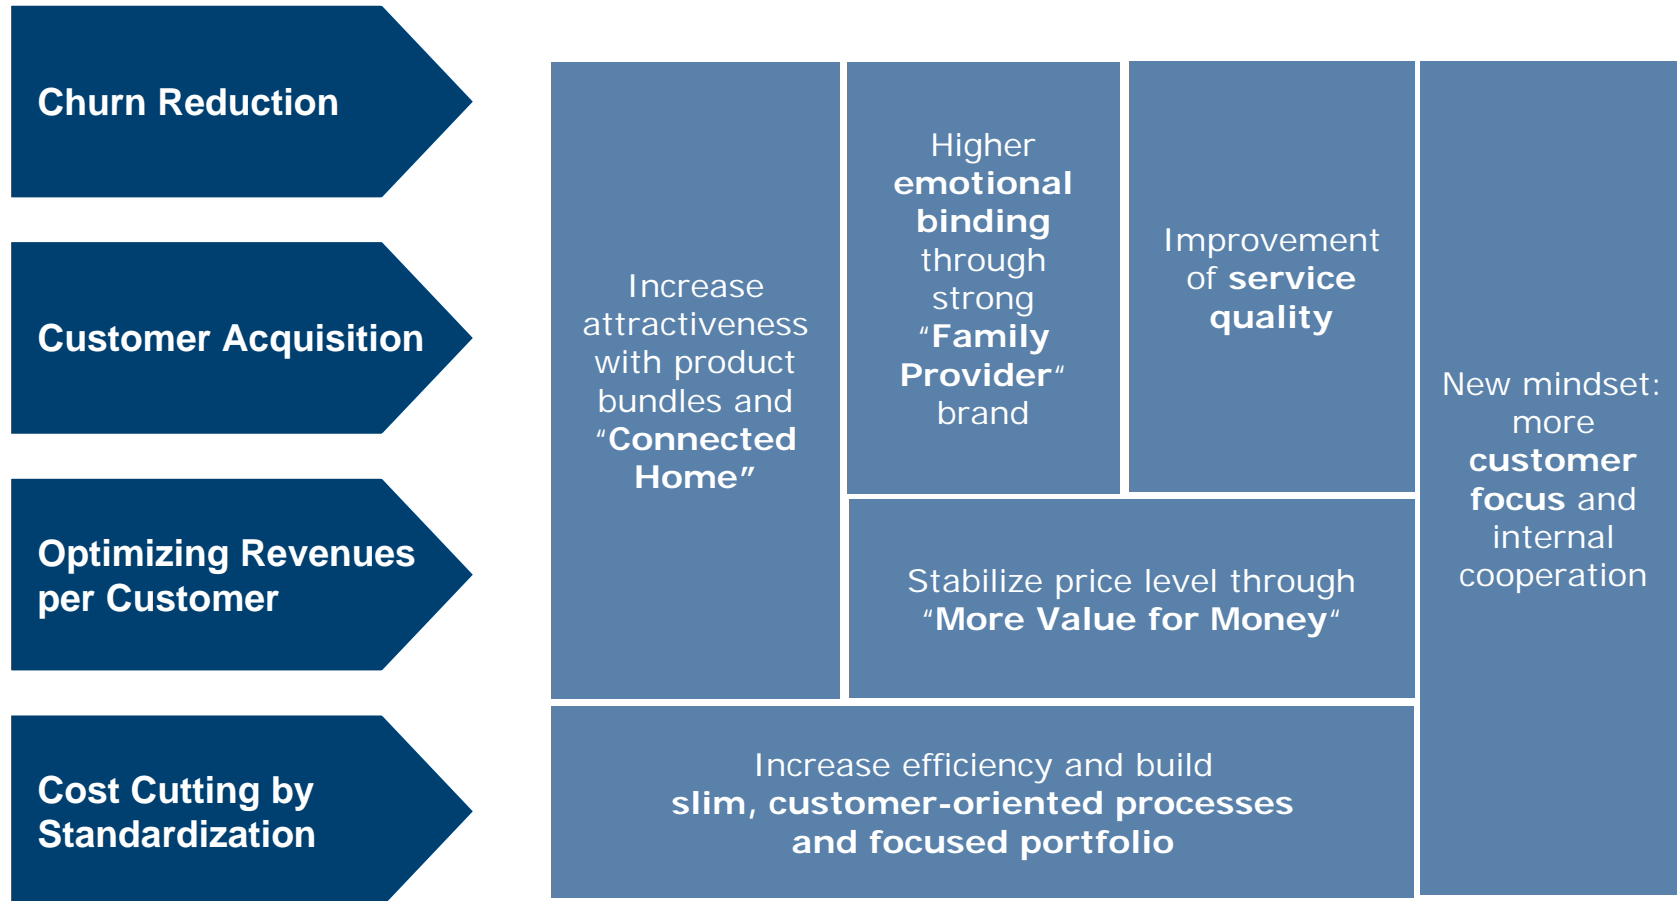 Churn Reduction
Customer Acquisition
Optimizing Revenues
per Customer
Cost Cutting by
Standardization
Increase
attractiveness
with product
bundles and
“Connected
Home”
Higher
emotional
binding
through
strong
“Family
Provider“
brand
Improvement
of service
quality
New mindset:
more
customer
focus and
internal
cooperation
Stabilize price level through
“More Value for Money“
Increase efficiency and build
slim, customer-oriented processes
and focused portfolio